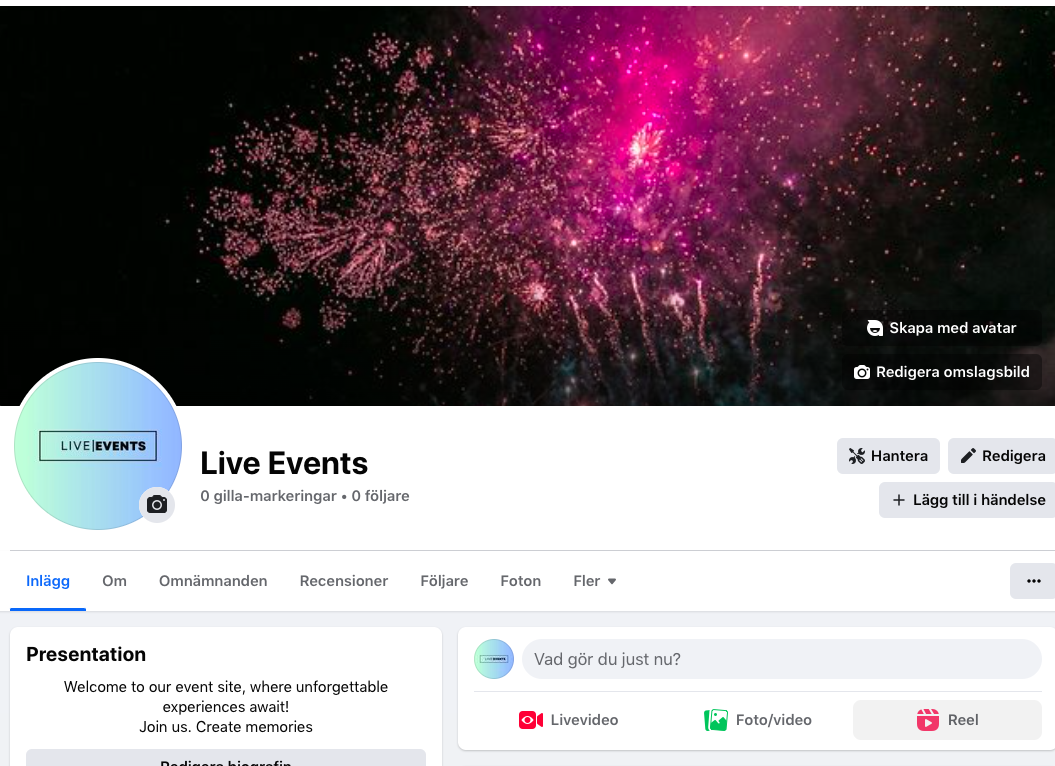 Skapa med avatar
Redigera omslagsbild
LIVE|EVENTS
Live Events
0 gilla-markeringar • 0 följare
Hantera
Redigera
+ Lägg till i händelse
Inlägg Om Omnämnanden Recensioner Följare Foton Fler
Presentation
Welcome to our event site, where unforgettable
experiences await!
Join us. Create memories
Redigera biografin
LIVE|EVENTS
Vad gör du just nu?
Livevideo Foto/video Reel